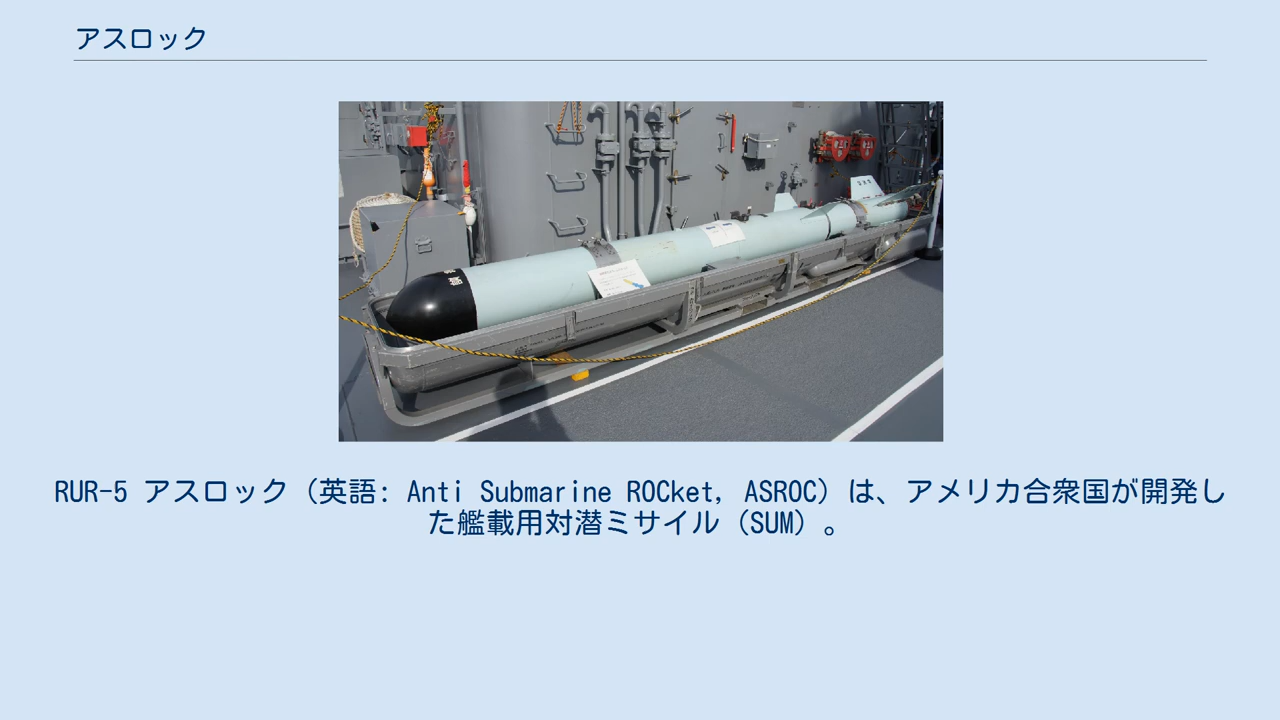 アスロック
RUR-5 アスロック（英語: Anti Submarine ROCket, ASROC）は、アメリカ合衆国が開発し
た艦載用対潜ミサイル（SUM）。